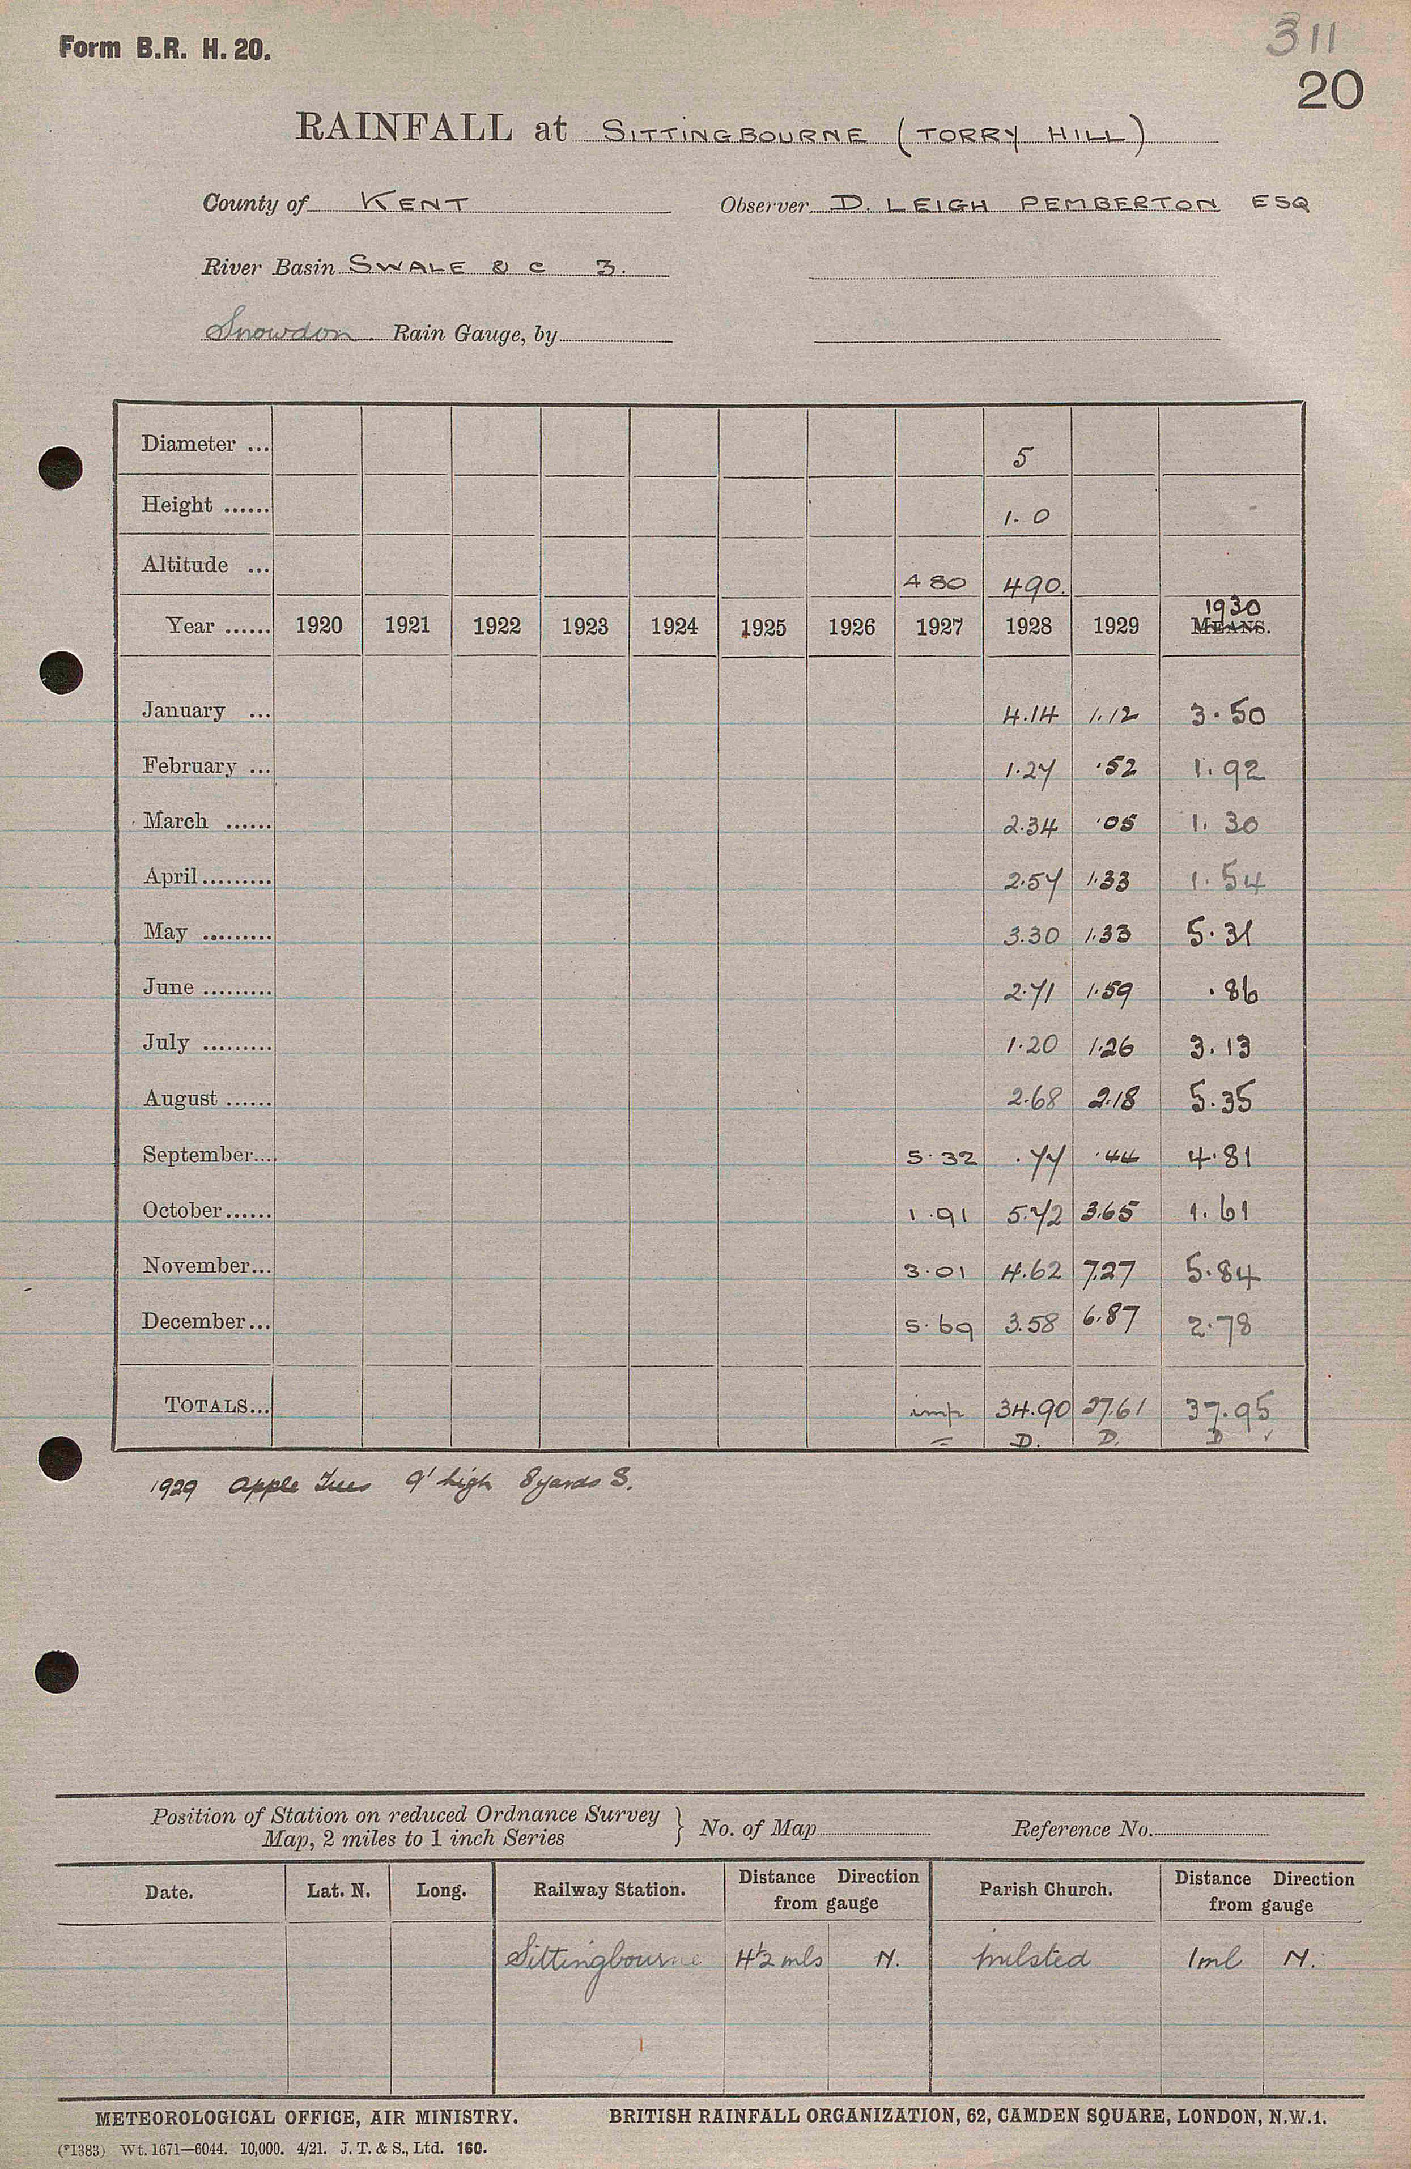 Form B.R. H. 20.
311
20
RAINFALL at SITTINGBOURNE (TORRY HILL)
County of KENT Observer D. LEIGH PEMBERTON ESQ
River Basin SWALE & C 3.
Snowdon Rain Gauge, by
Diameter ... 5
Height ...... 1. 0
Altitude ... 480 490.
1930
Year ...... 1920 1921 1922 1923 1924 1925 1926 1927 1928 1929 MEANS.
January ... 4.14 1.12 3.50
February ... 1.27 .52 1.92
March ...... 2.34 .05 1.30
April ......... 2.57 1.33 1.54
May ......... 3.30 1.33 5.31
June ......... 2.71 1.59 .86
July ......... 1.20 1.26 3.13
August ...... 2.68 2.18 5.35
September... 5.32 .77 .44 4.81
October...... 1.91 5.72 3.65 1.61
November... 3.01 4.62 7.27 5.84
December... 5.69 3.58 6.87 2.78
TOTALS... imp 34.90 27.61 37.95
D. D. D ✓
1929 Apple Trees 9' high 8 yards S.
Position of Station on reduced Ordnance Survey
Map, 2 miles to 1 inch Series } No. of Map Reference No.
Date. Lat. N. Long. Railway Station. Distance Direction Parish Church. Distance Direction
from gauge from gauge
Sittingbourne 4½ mls N. Milsted 1 ml N.
METEOROLOGICAL OFFICE, AIR MINISTRY. BRITISH RAINFALL ORGANIZATION, 62, CAMDEN SQUARE, LONDON, N.W.1.
(*1383) Wt. 1671—6044. 10,000. 4/21. J. T. & S., Ltd. 160.